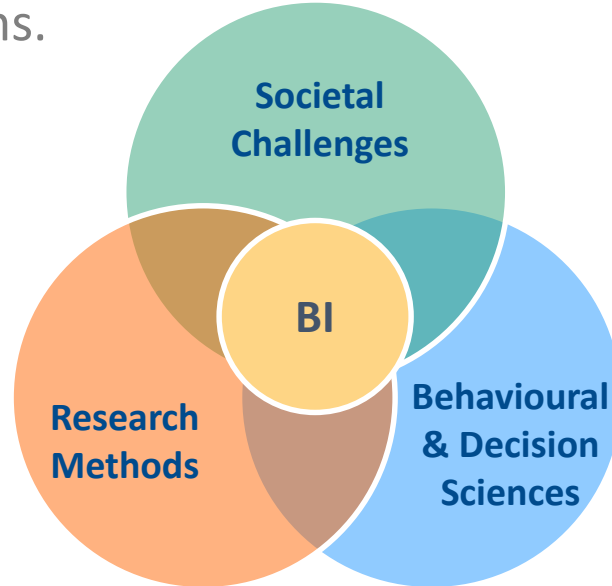 ns.
Societal
Challenges
BI
Research
Methods
Behavioural
& Decision
Sciences